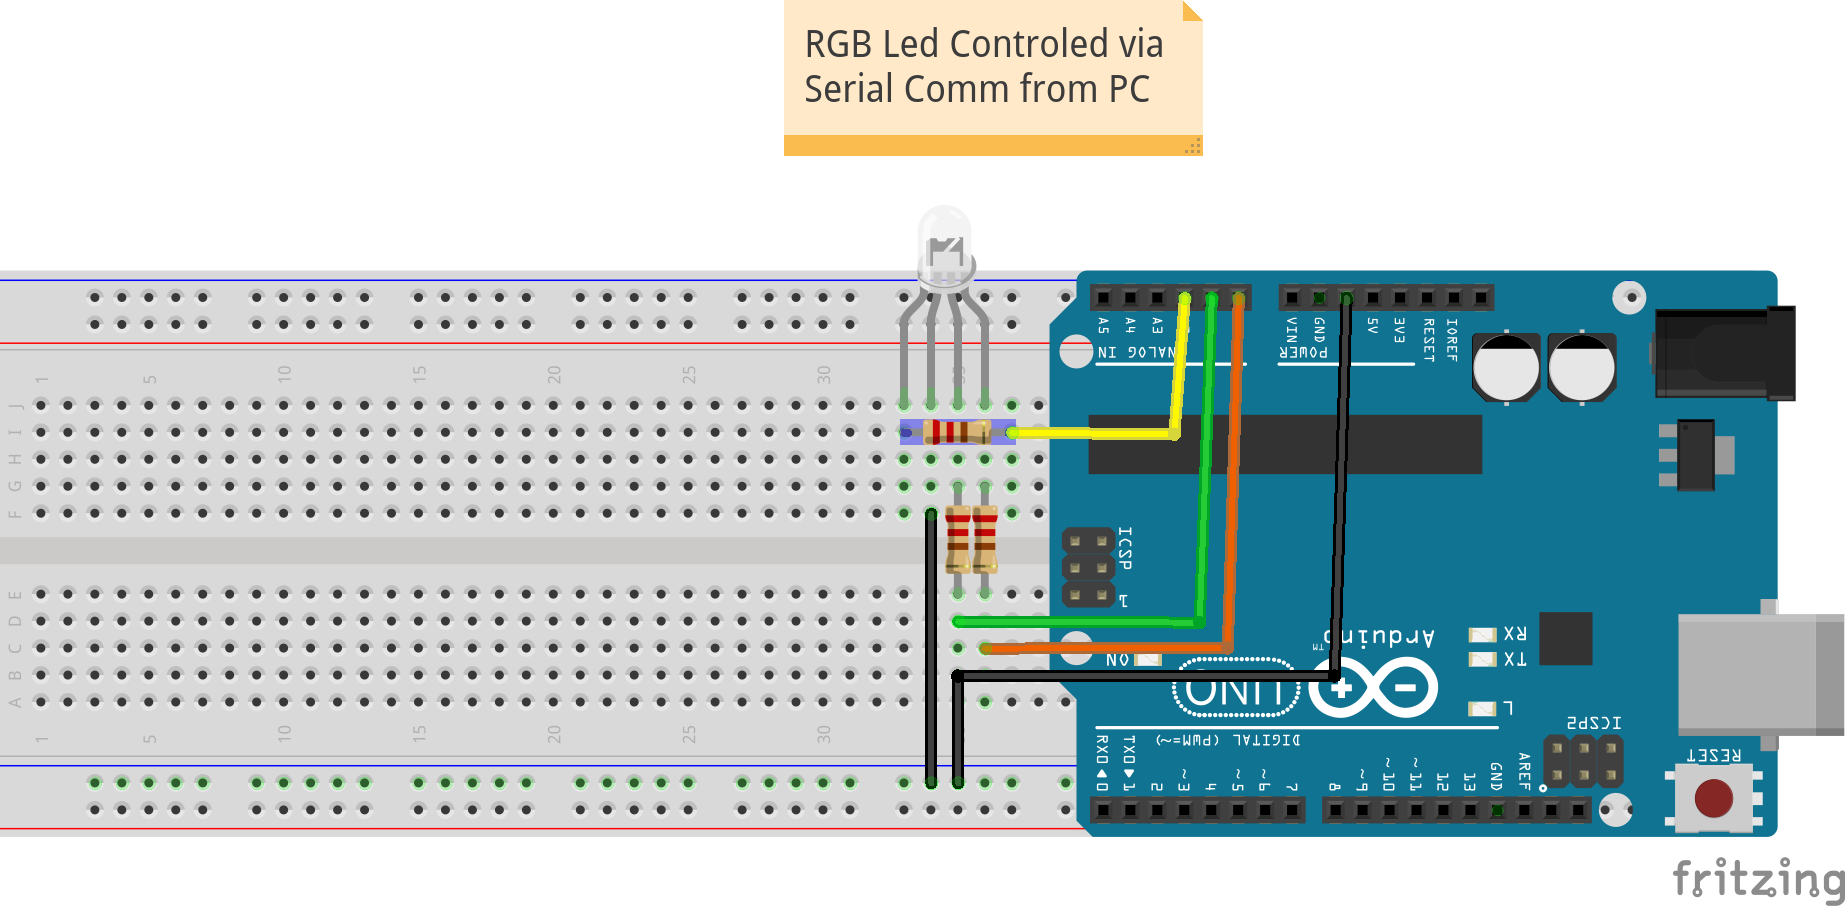 RGB Led Controled via
Serial Comm from PC
1 5 10 15 20 25 30 35
J
I
H
G
F
E
D
C
B
A
1 5 10 15 20 25 30
A5 A4 A3
ANALOG IN
VIN GND 5V 3V3 RESET IOREF
POWER
ICSP
1
Arduino
TM
UNO
ON
RX
TX
L
ICSP2
RESET
DIGITAL (PWM=~)
RX0 ◀ 0
TX0 ▶ 1
2
~3
4
~5
~6
7
8
~9
~10
~11
12
13
GND
AREF
fritzing